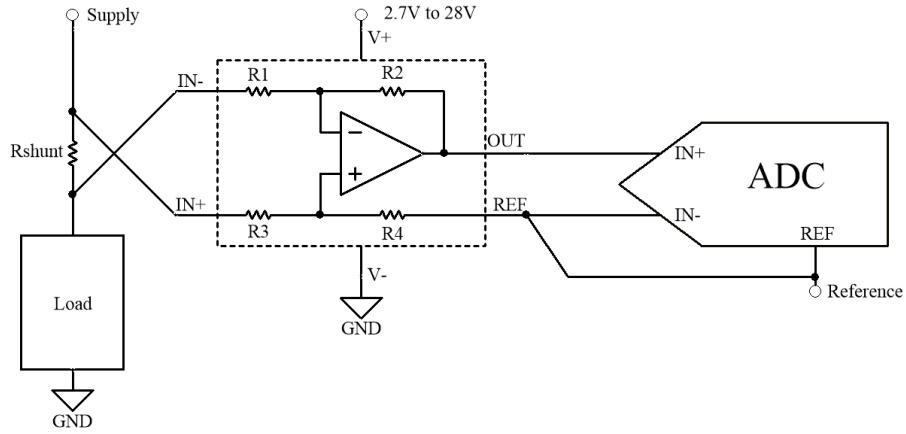 Supply
2.7V to 28V
V+
IN-
R1
R2
Rshunt
−
+
OUT
IN+
ADC
IN+
R3
R4
REF
IN-
REF
V-
Load
GND
Reference
GND